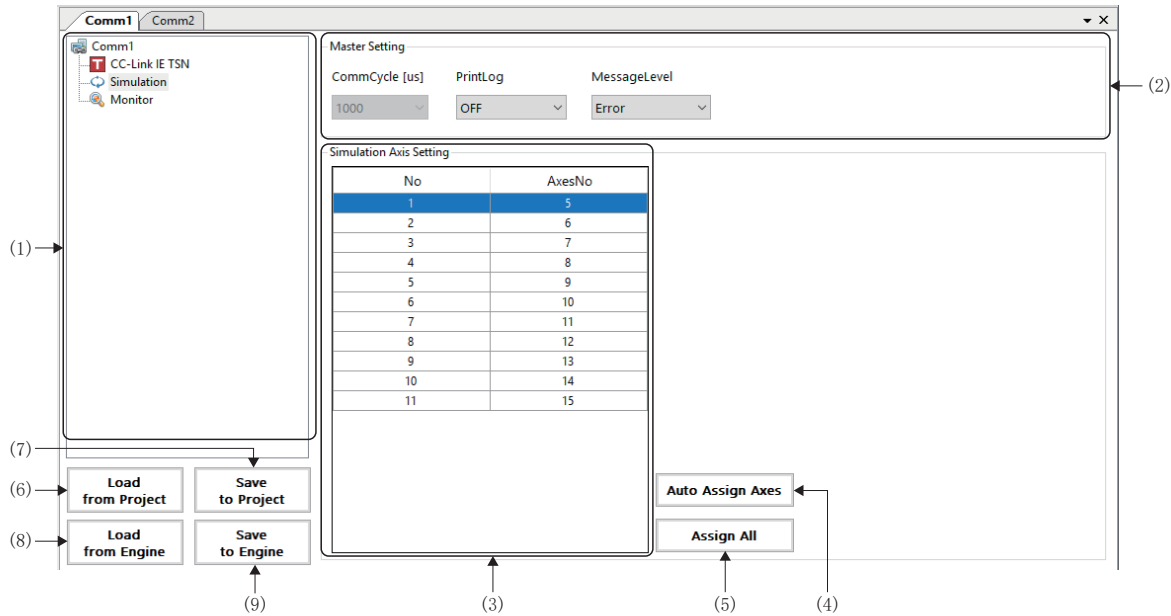 Comm1 Comm2
Comm1
CC-Link IE TSN
Simulation
Monitor
Master Setting
CommCycle [us] PrintLog MessageLevel
1000 OFF Error
(2)
Simulation Axis Setting
No AxesNo
1 5
2 6
3 7
4 8
5 9
6 10
7 11
8 12
9 13
10 14
11 15
(1)
(7)
(6)
Load
from Project
Save
to Project
Auto Assign Axes
(8)
Load
from Engine
Save
to Engine
Assign All
(9) (3) (5) (4)